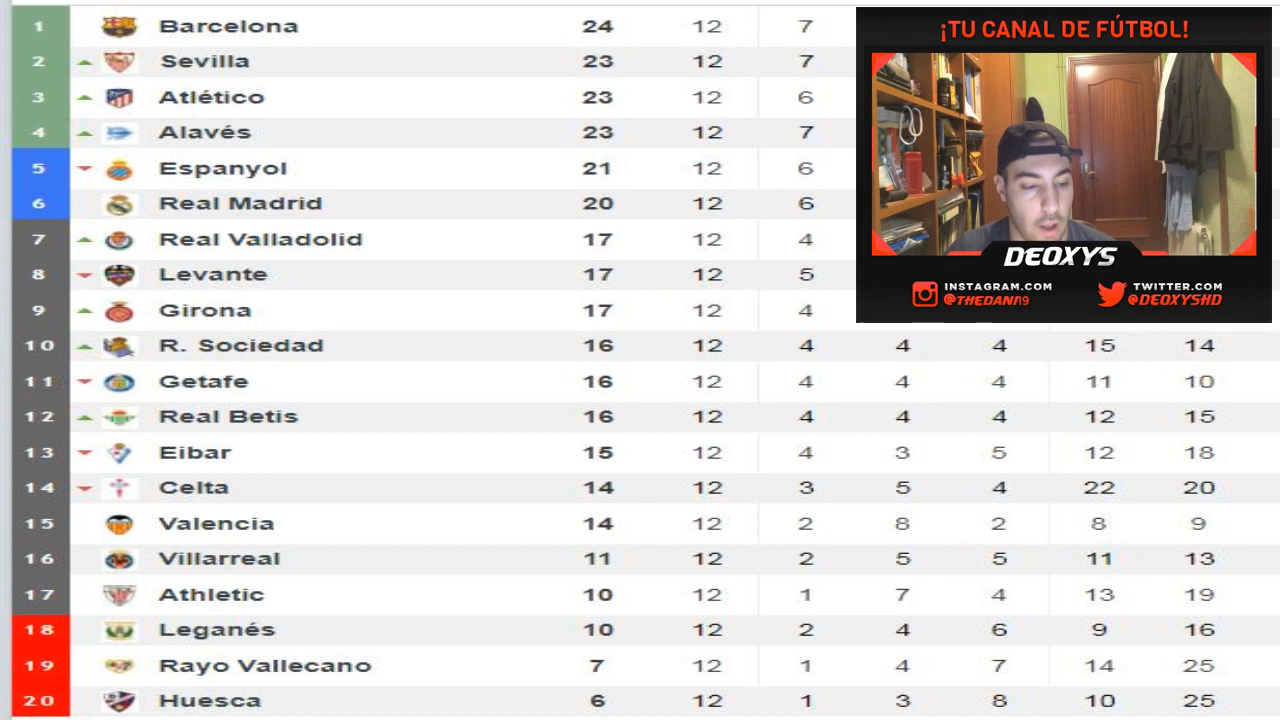 1 Barcelona 24 12 7
2 Sevilla 23 12 7
3 Atlético 23 12 6
4 Alavés 23 12 7
5 Espanyol 21 12 6
6 Real Madrid 20 12 6
7 Real Valladolid 17 12 4
8 Levante 17 12 5
9 Girona 17 12 4
10 R. Sociedad 16 12 4 4 4 15 14
11 Getafe 16 12 4 4 4 11 10
12 Real Betis 16 12 4 4 4 12 15
13 Eibar 15 12 4 3 5 12 18
14 Celta 14 12 3 5 4 22 20
15 Valencia 14 12 2 8 2 8 9
16 Villarreal 11 12 2 5 5 11 13
17 Athletic 10 12 1 7 4 13 19
18 Leganés 10 12 2 4 6 9 16
19 Rayo Vallecano 7 12 1 4 7 14 25
20 Huesca 6 12 1 3 8 10 25
¡TU CANAL DE FÚTBOL!
DEOXYS
INSTAGRAM.COM
@THEDANI19
TWITTER.COM
@DEOXYSHD